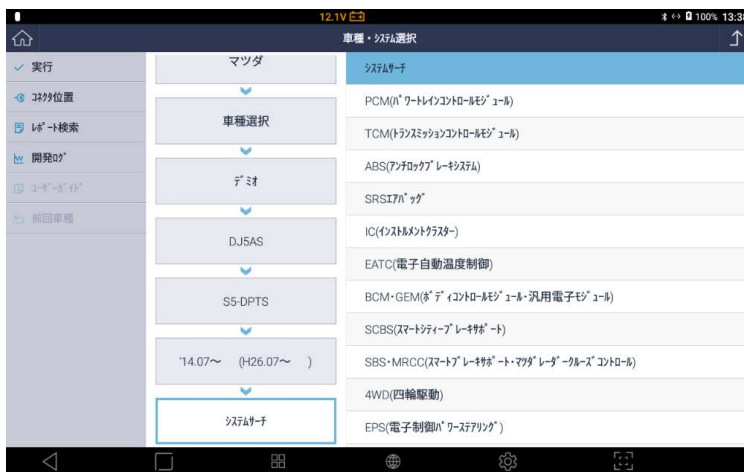 12.1V
100% 13:38
車種・ｼｽﾃﾑ選択
実行
ｺﾈｸﾀ位置
ﾚﾎﾟｰﾄ検索
開発ﾛｸﾞ
ﾕｰｻﾞｰｶﾞｲﾄﾞ
前回車種
マツダ
車種選択
ﾃﾞﾐｵ
DJ5AS
S5-DPTS
'14.07～ (H26.07～ )
ｼｽﾃﾑｻｰﾁ
ｼｽﾃﾑｻｰﾁ
PCM(ﾊﾟﾜｰﾄﾚｲﾝｺﾝﾄﾛｰﾙﾓｼﾞｭｰﾙ)
TCM(ﾄﾗﾝｽﾐｯｼｮﾝｺﾝﾄﾛｰﾙﾓｼﾞｭｰﾙ)
ABS(ｱﾝﾁﾛｯｸﾌﾞﾚｰｷｼｽﾃﾑ)
SRSｴｱﾊﾞｯｸﾞ
IC(ｲﾝｽﾄﾙﾒﾝﾄｸﾗｽﾀｰ)
EATC(電子自動温度制御)
BCM･GEM(ﾎﾞﾃﾞｨｺﾝﾄﾛｰﾙﾓｼﾞｭｰﾙ･汎用電子ﾓｼﾞｭｰﾙ)
SCBS(ｽﾏｰﾄｼﾃｨｰﾌﾞﾚｰｷｻﾎﾟｰﾄ)
SBS･MRCC(ｽﾏｰﾄﾌﾞﾚｰｷｻﾎﾟｰﾄ･ﾏﾂﾀﾞﾚｰﾀﾞｰｸﾙｰｽﾞｺﾝﾄﾛｰﾙ)
4WD(四輪駆動)
EPS(電子制御ﾊﾟﾜｰｽﾃｱﾘﾝｸﾞ)